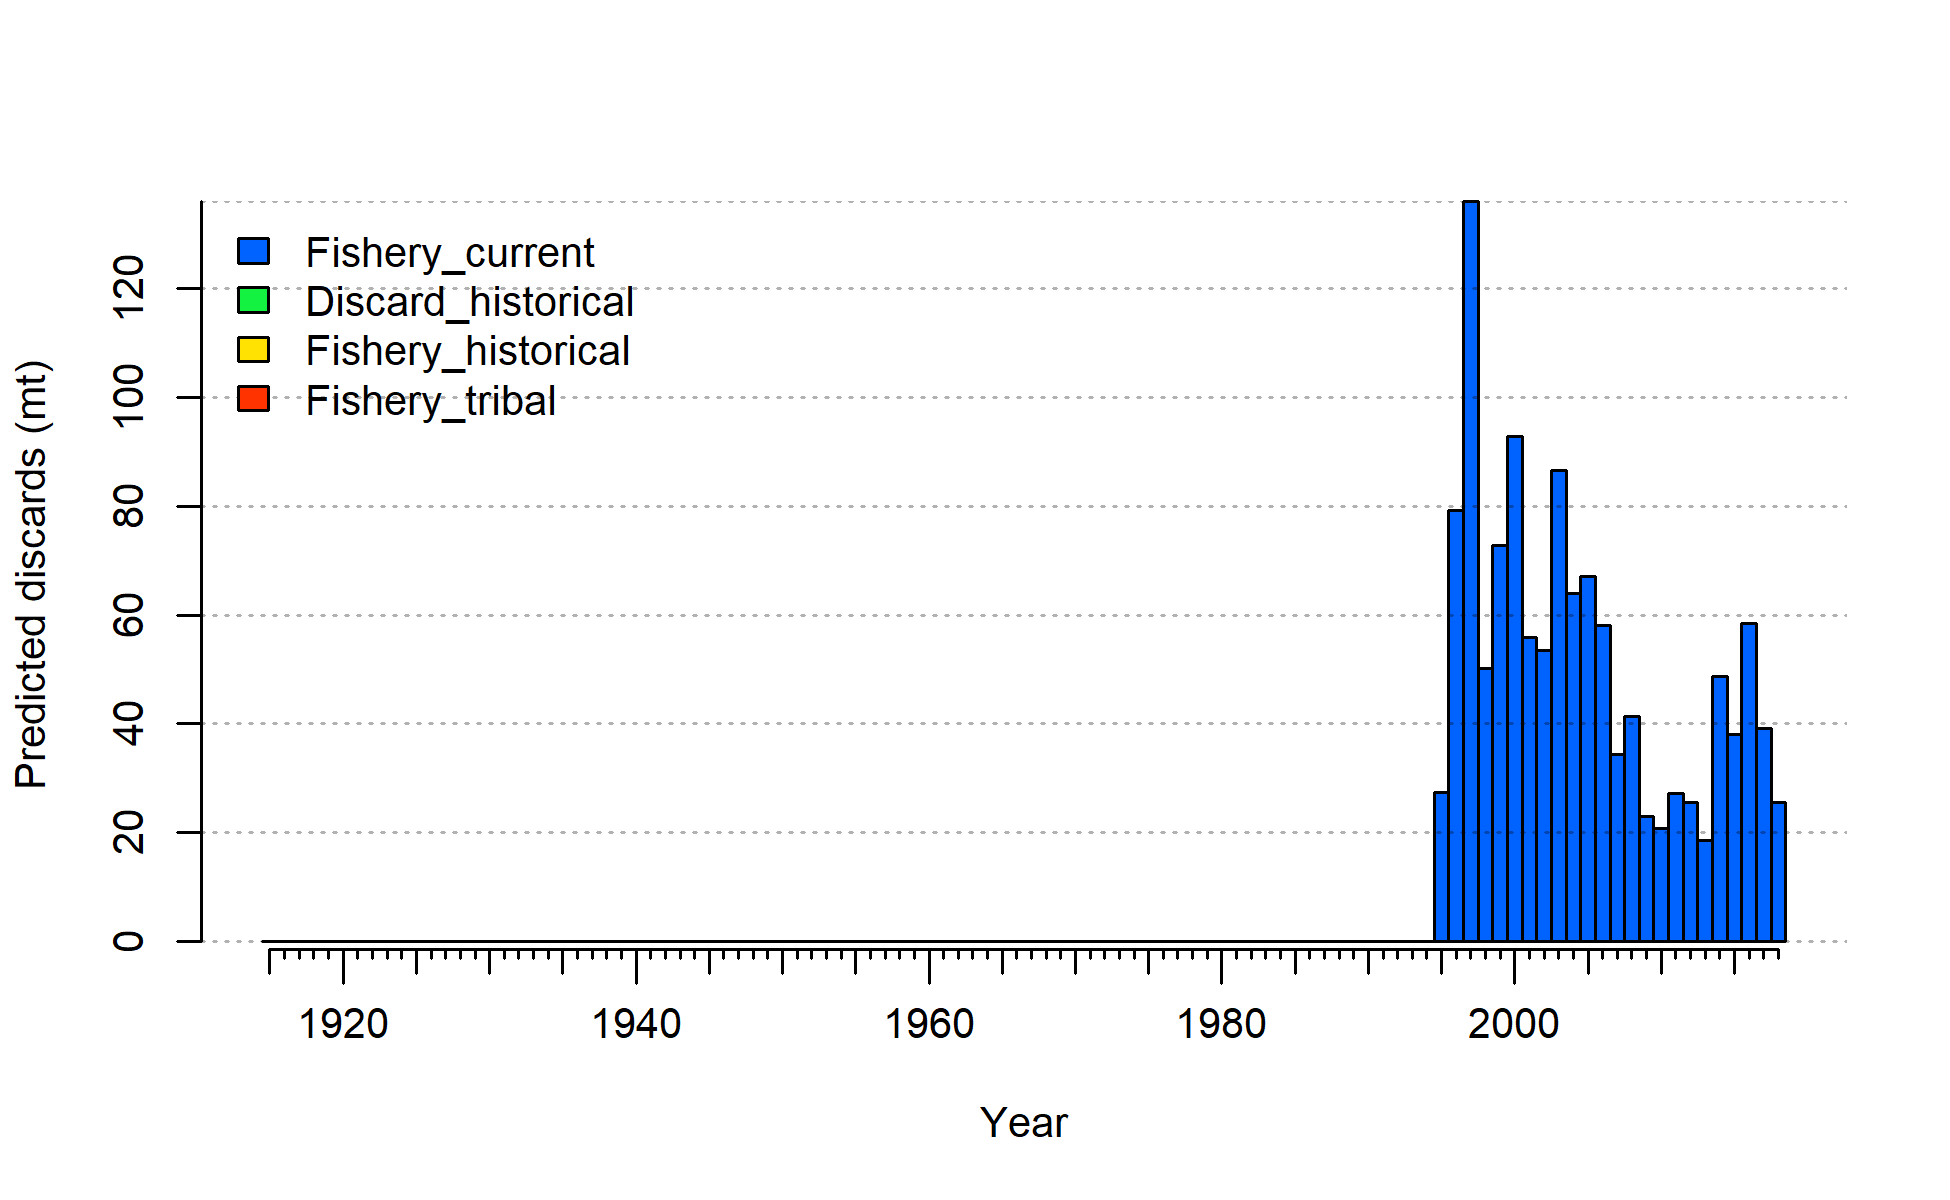 Fishery_current
Discard_historical
Fishery_historical
Fishery_tribal
Predicted discards (mt)
120
100
80
60
40
20
0
1920 1940 1960 1980 2000
Year